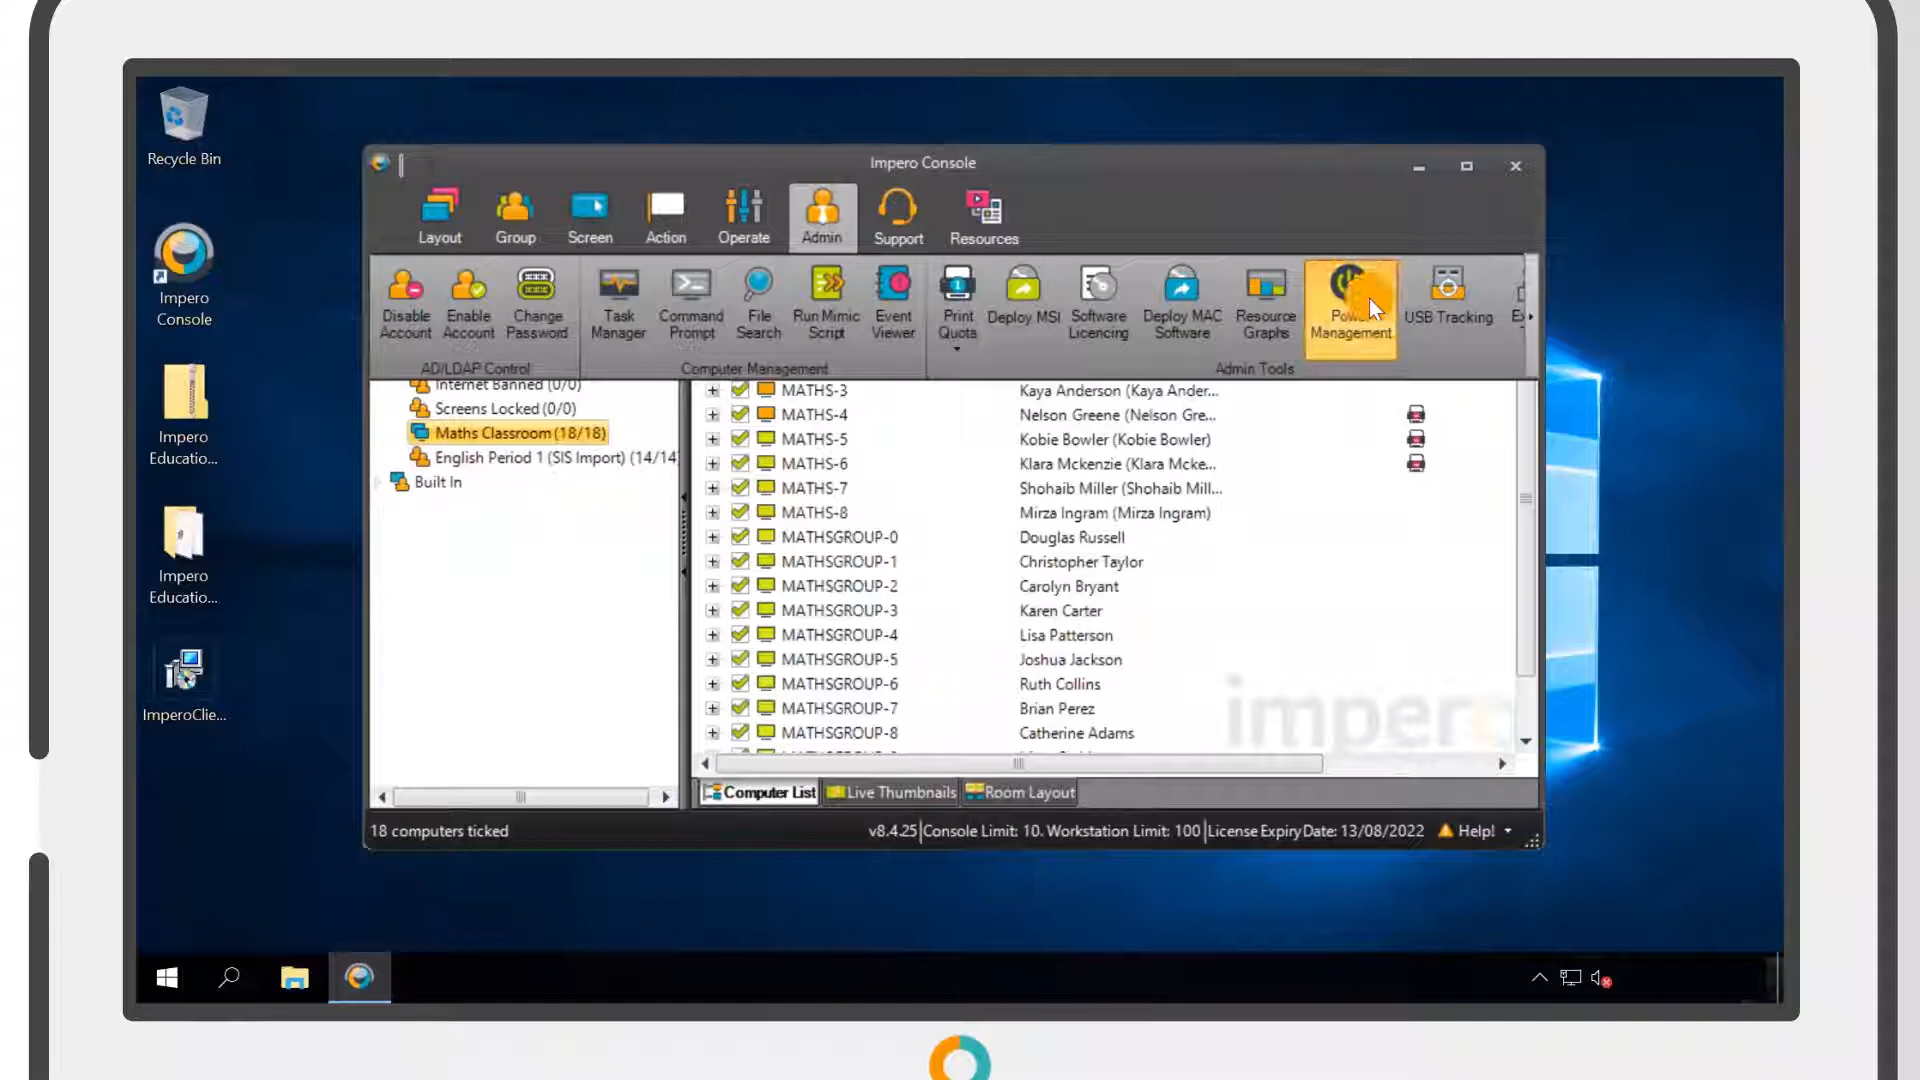 Recycle Bin
Impero
Console
Impero
Educatio...
Impero
Educatio...
ImperoClie...
Impero Console
Layout
Group
Screen
Action
Operate
Admin
Support
Resources
Disable
Account
Enable
Account
Change
Password
AD/LDAP Control
Task
Manager
Command
Prompt
File
Search
Run Mimic
Script
Event
Viewer
Computer Management
Print
Quota
Deploy MSI
Software
Licencing
Deploy MAC
Software
Resource
Graphs
Management
USB Tracking
Admin Tools
Internet Banned (0/0)
Screens Locked (0/0)
Maths Classroom (18/18)
English Period 1 (SIS Import) (14/14
Built In
MATHS-3 Kaya Anderson (Kaya Ander...
MATHS-4 Nelson Greene (Nelson Gre...
MATHS-5 Kobie Bowler (Kobie Bowler)
MATHS-6 Klara Mckenzie (Klara Mcke...
MATHS-7 Shohaib Miller (Shohaib Mill...
MATHS-8 Mirza Ingram (Mirza Ingram)
MATHSGROUP-0 Douglas Russell
MATHSGROUP-1 Christopher Taylor
MATHSGROUP-2 Carolyn Bryant
MATHSGROUP-3 Karen Carter
MATHSGROUP-4 Lisa Patterson
MATHSGROUP-5 Joshua Jackson
MATHSGROUP-6 Ruth Collins
MATHSGROUP-7 Brian Perez
MATHSGROUP-8 Catherine Adams
impero
Computer List
Live Thumbnails
Room Layout
18 computers ticked
v8.4.25 Console Limit: 10. Workstation Limit: 100 License Expiry Date: 13/08/2022 Help!